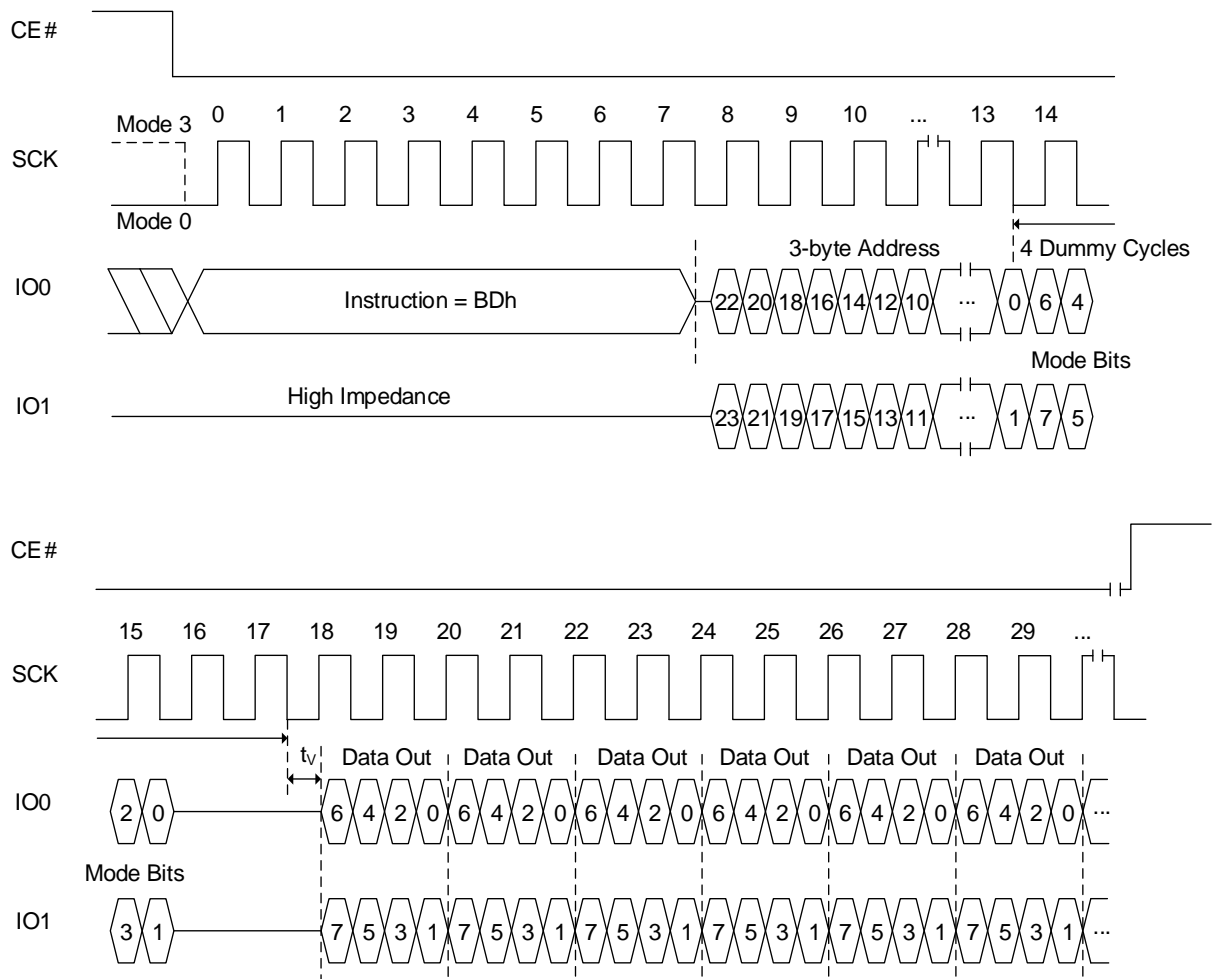 CE#
0 1 2 3 4 5 6 7 8 9 10 ... 13 14
Mode 3
SCK
Mode 0
3-byte Address 4 Dummy Cycles
IO0 Instruction = BDh 22 20 18 16 14 12 10 ... 0 6 4
Mode Bits
IO1 High Impedance 23 21 19 17 15 13 11 ... 1 7 5
CE#
15 16 17 18 19 20 21 22 23 24 25 26 27 28 29 ...
SCK
tV Data Out Data Out Data Out Data Out Data Out Data Out
IO0 2 0 6 4 2 0 6 4 2 0 6 4 2 0 6 4 2 0 6 4 2 0 6 4 2 0 ...
Mode Bits
IO1 3 1 7 5 3 1 7 5 3 1 7 5 3 1 7 5 3 1 7 5 3 1 7 5 3 1 ...